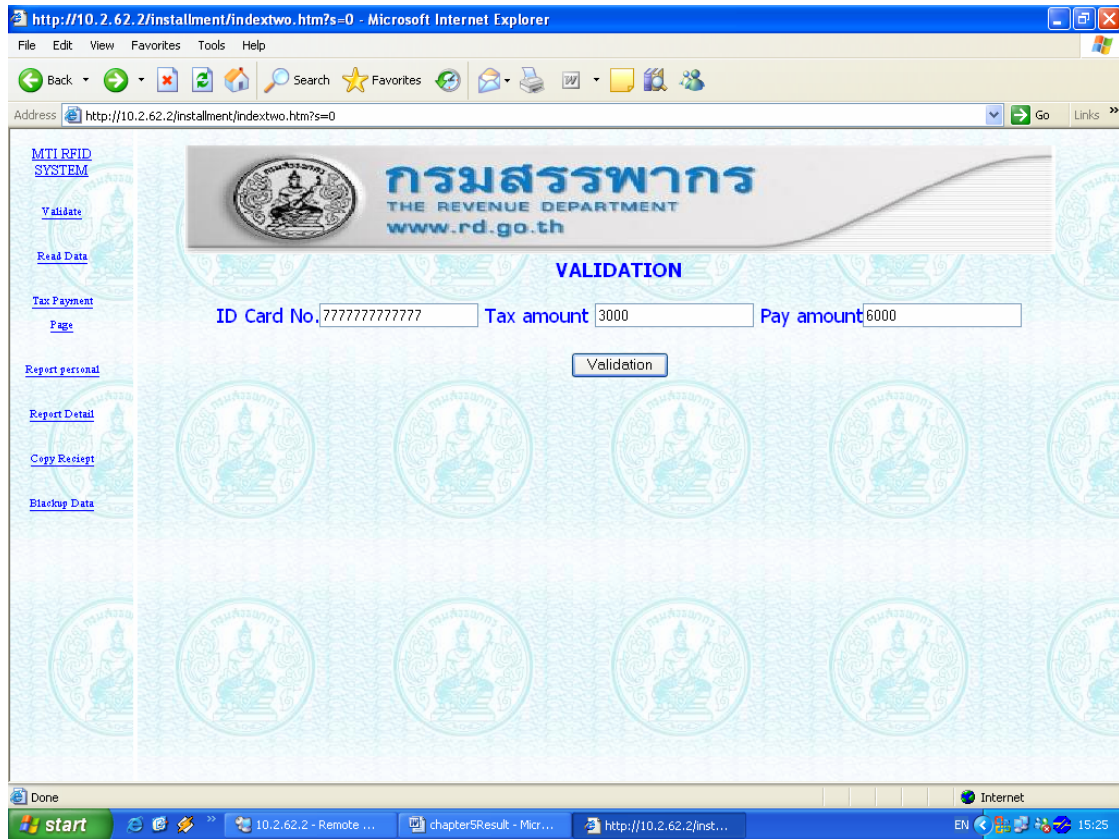 http://10.2.62.2/installment/indextwo.htm?s=0 - Microsoft Internet Explorer
File Edit View Favorites Tools Help
Back Search Favorites
Address http://10.2.62.2/installment/indextwo.htm?s=0 Go Links »
MTI RFID
SYSTEM
Validate
Read Data
Tax Payment
Page
Report personal
Report Detail
Copy Reciept
Blackup Data
กรมสรรพากร
THE REVENUE DEPARTMENT
www.rd.go.th
VALIDATION
ID Card No. 7777777777777 Tax amount 3000 Pay amount 6000
Validation
Done Internet
start » 10.2.62.2 - Remote ... chapter5Result - Micr... http://10.2.62.2/inst... EN 15:25